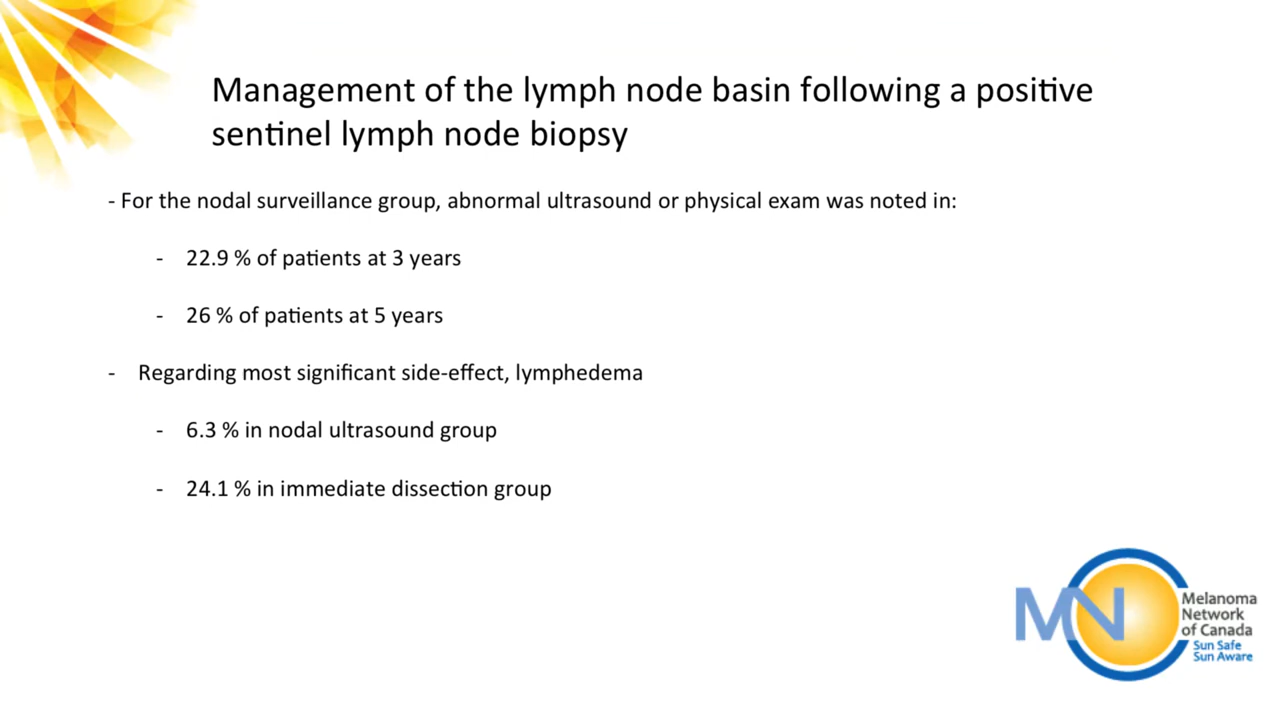 Management of the lymph node basin following a positive
sentinel lymph node biopsy
- For the nodal surveillance group, abnormal ultrasound or physical exam was noted in:
- 22.9 % of patients at 3 years
- 26 % of patients at 5 years
- Regarding most significant side-effect, lymphedema
- 6.3 % in nodal ultrasound group
- 24.1 % in immediate dissection group
MN
Melanoma
Network
of Canada
Sun Safe
Sun Aware